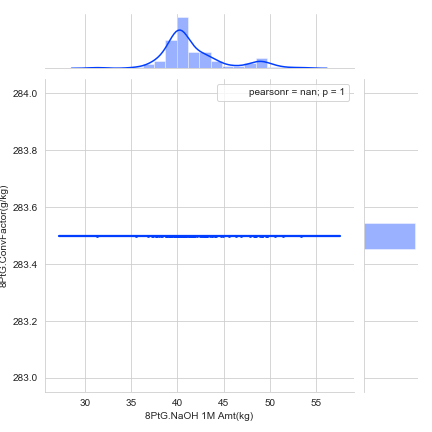 pearsonr = nan; p = 1
284.0
283.8
283.6
283.4
283.2
283.0
8PtG.ConvFactor(g/kg)
30 35 40 45 50 55
8PtG.NaOH 1M Amt(kg)